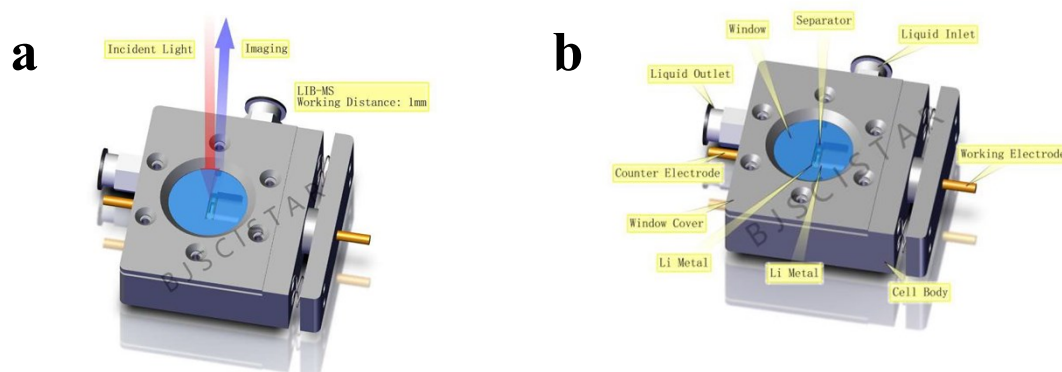 a
Incident Light
Imaging
LIB-MS
Working Distance: 1mm
BJSCISTAR
b
Separator
Window
Liquid Inlet
Liquid Outlet
Counter Electrode
Working Electrode
Window Cover
Li Metal
Li Metal
Cell Body
BJSCISTAR